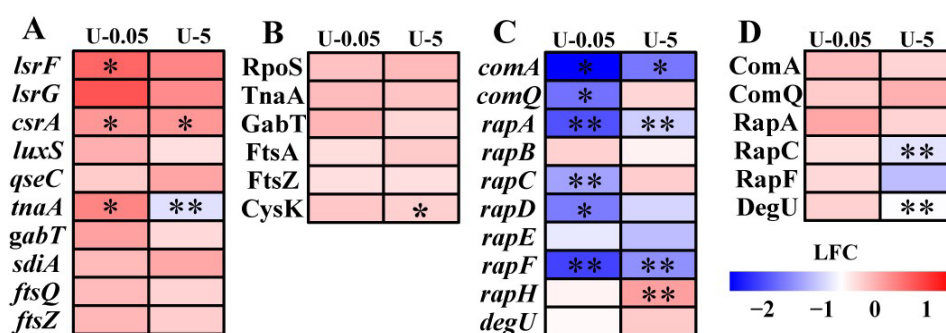 A U-0.05 U-5
lsrF *
lsrG
csrA * *
luxS
qseC
tnaA * **
gabT
sdiA
ftsQ
ftsZ
B U-0.05 U-5
RpoS
TnaA
GabT
FtsA
FtsZ
CysK *
C U-0.05 U-5
comA * *
comQ *
rapA ** **
rapB
rapC **
rapD *
rapE
rapF ** **
rapH **
degU
D U-0.05 U-5
ComA
ComQ
RapA
RapC **
RapF
DegU **
LFC
−2 −1 0 1